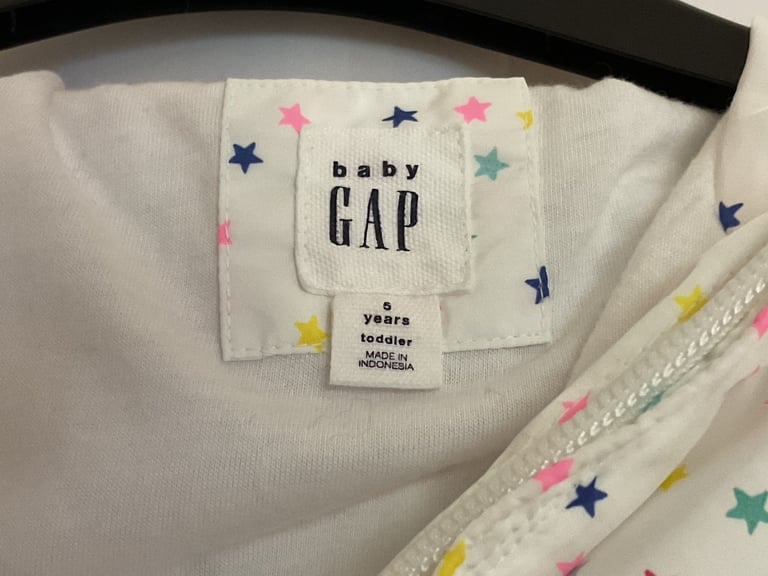 baby
GAP
5
years
toddler
MADE IN
INDONESIA